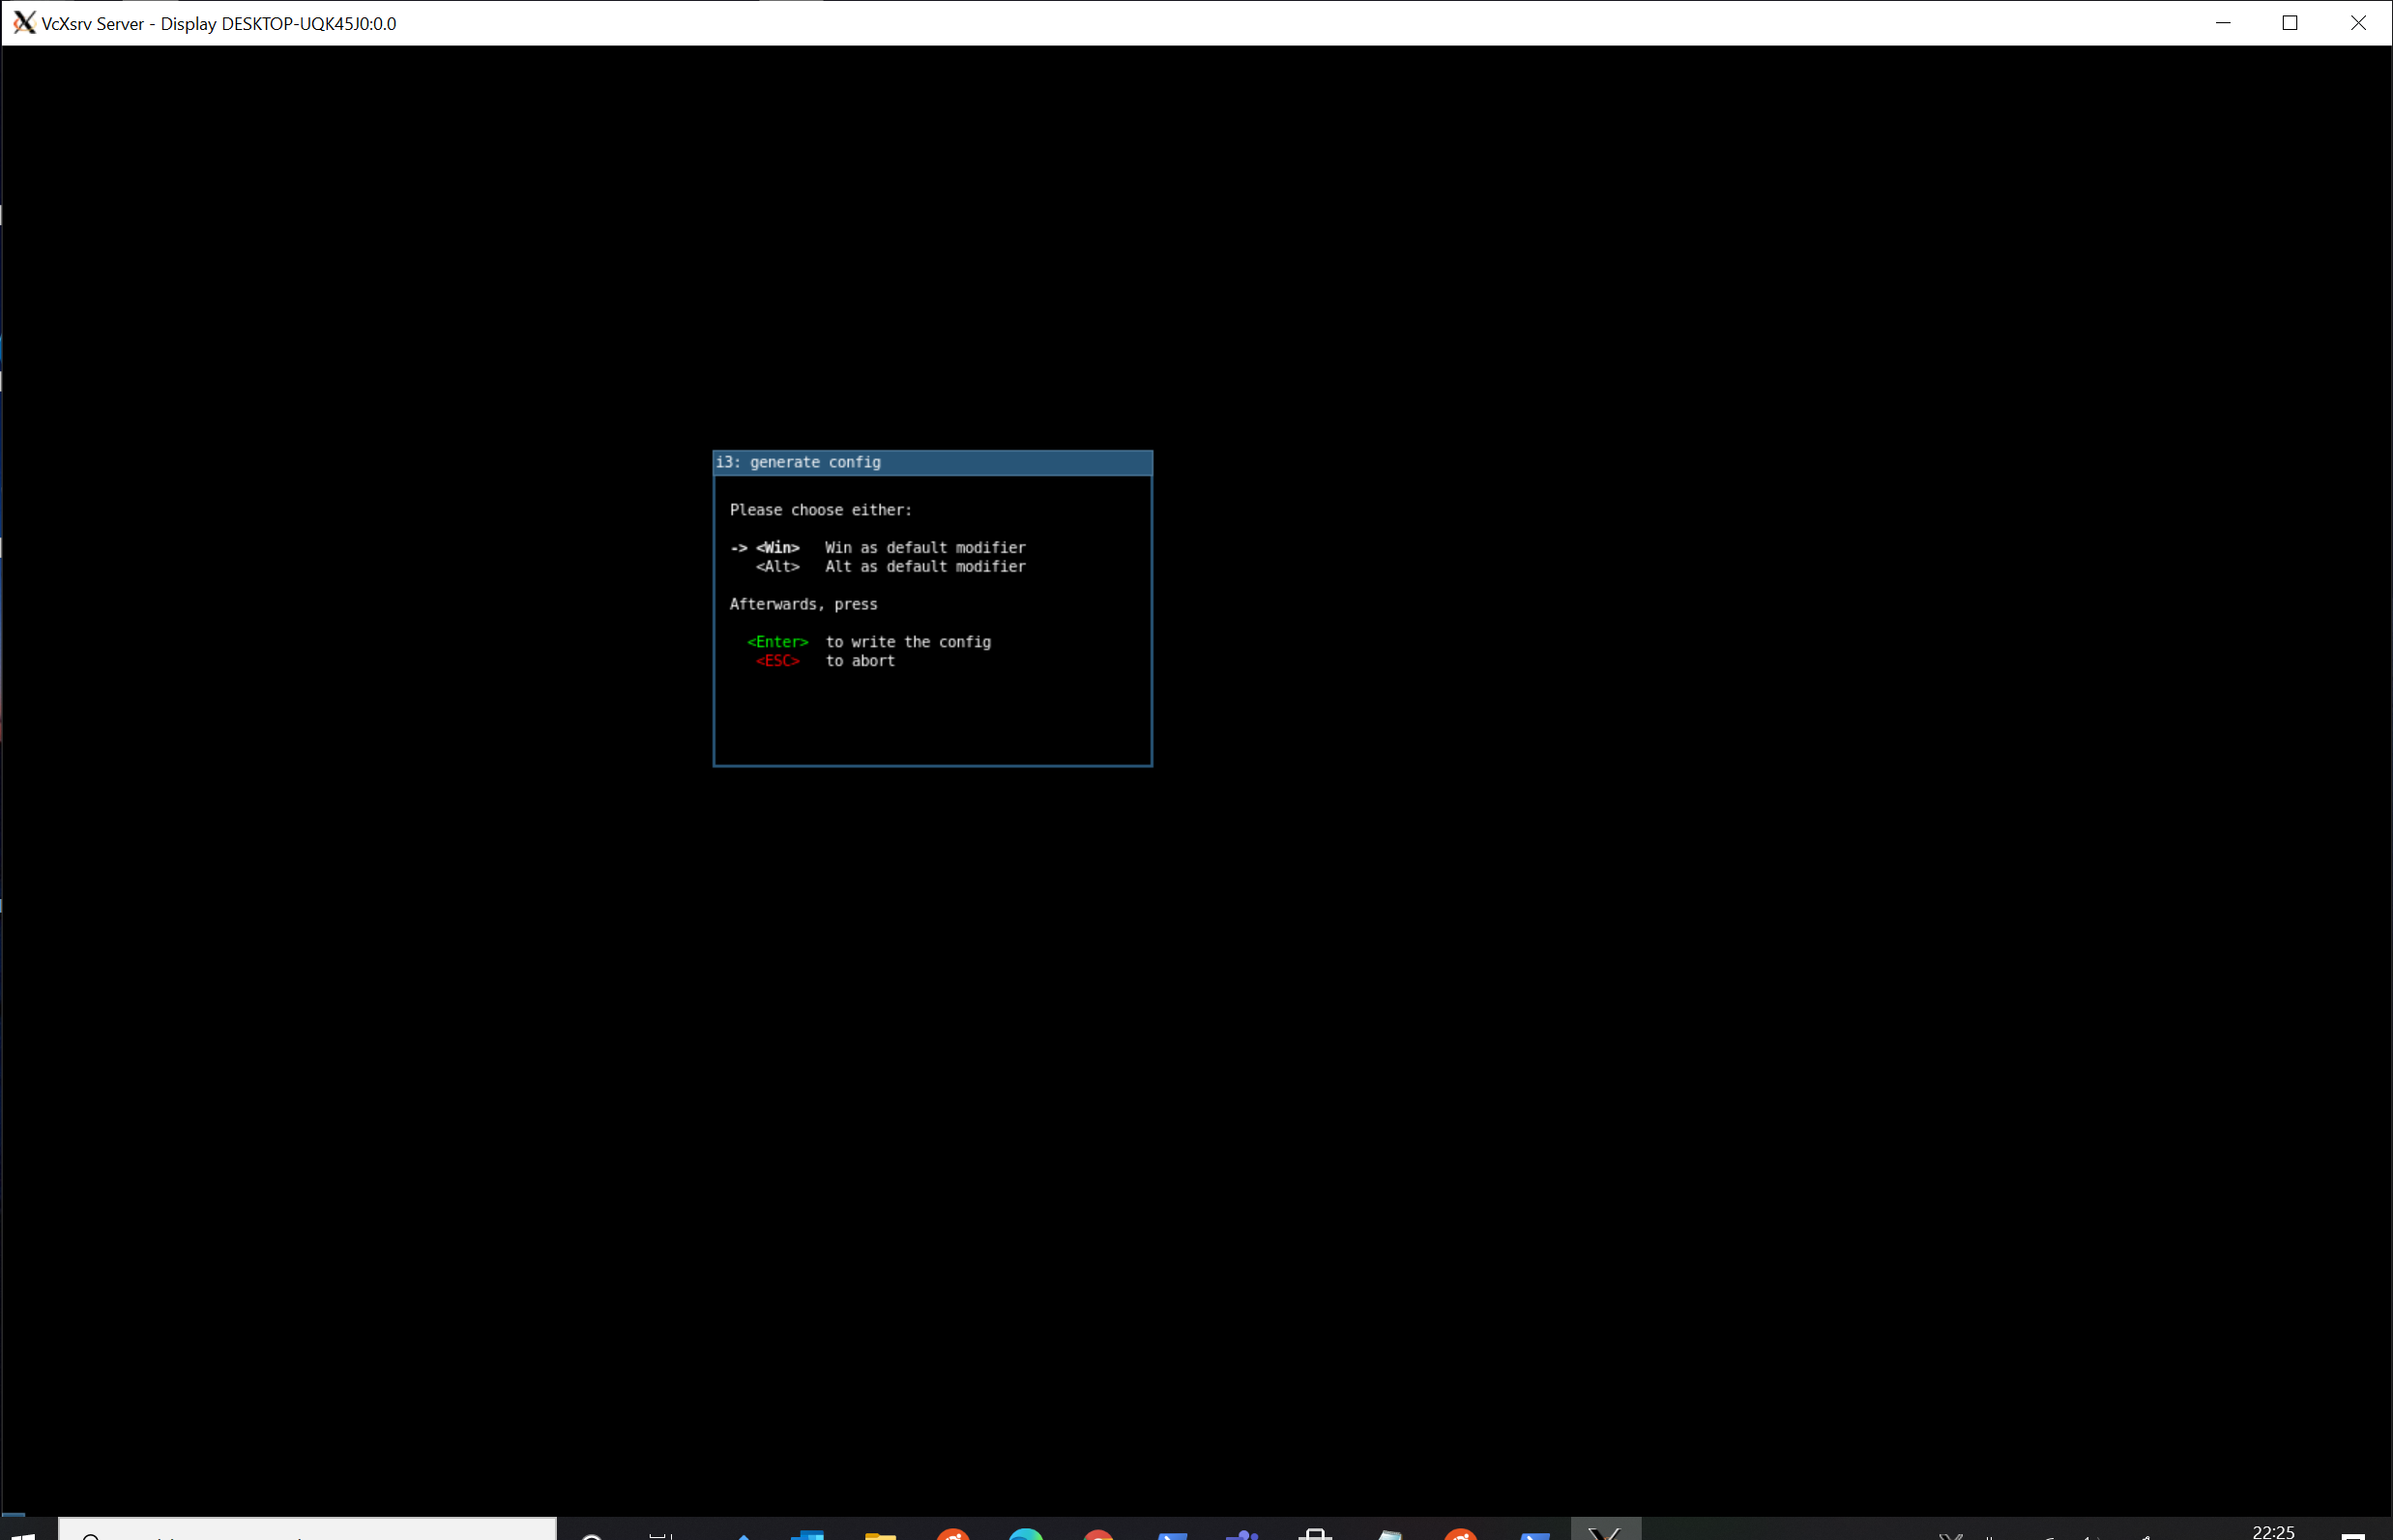 VcXsrv Server - Display DESKTOP-UQK45J0:0.0
i3: generate config
Please choose either:
-> <Win>   Win as default modifier
<Alt>   Alt as default modifier
Afterwards, press
<Enter>  to write the config
<ESC>   to abort
22:25